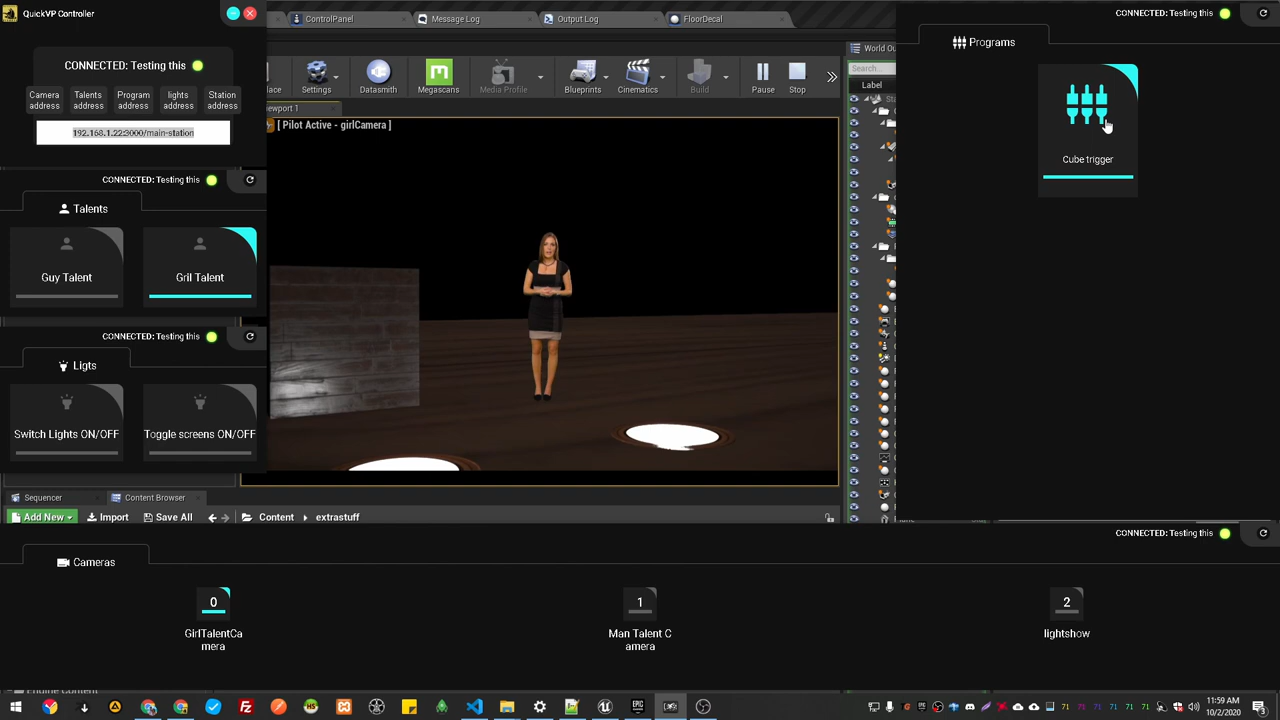 QuickVP Controller
CONNECTED: Testing this
Camera address
Talents address
Program address
Station address
192.168.1.22:3000/main-station
CONNECTED: Testing this
Talents
Guy Talent
Gril Talent
CONNECTED: Testing this
Ligts
Switch Lights ON/OFF
Toggle screens ON/OFF
ControlPanel
Message Log
Output Log
FloorDecal
Settings
Datasmith
Megascans
Media Profile
Blueprints
Cinematics
Build
Pause
Stop
[ Pilot Active - girlCamera ]
World Ou
Search...
Label
CONNECTED: Testing this
Programs
Cube trigger
Sequencer
Content Browser
Add New
Import
Save All
Content
extrastuff
CONNECTED: Testing this
Cameras
0
GirlTalentCa
mera
1
Man Talent C
amera
2
lightshow
11:59 AM
10/2/2020